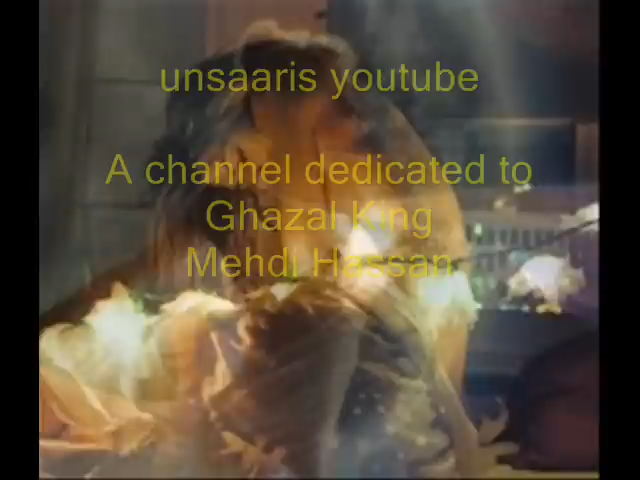 unsaaris youtube
A channel dedicated to
Ghazal King
Mehdi Hassan